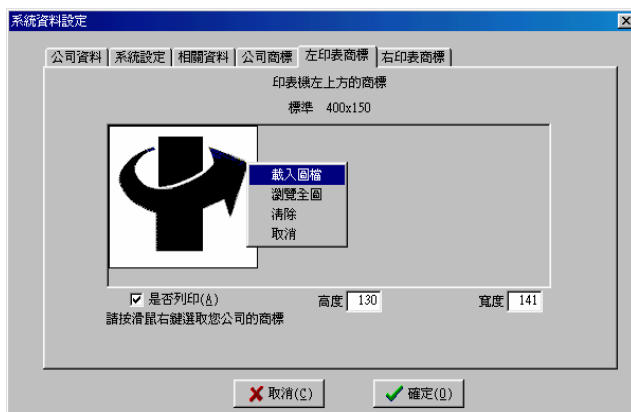 系統資料設定
公司資料 系統設定 相關資料 公司商標 左印表商標 右印表商標
印表機左上方的商標
標準 400x150
載入圖檔
瀏覽全圖
清除
取消
是否列印(A) 高度 130 寬度 141
請按滑鼠右鍵選取您公司的商標
取消(C) 確定(O)